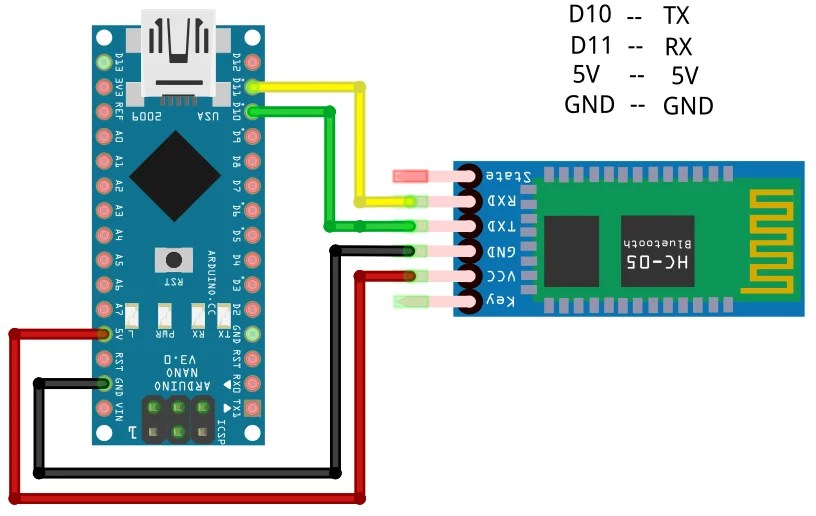 D10 -- TX
D11 -- RX
5V -- 5V
GND -- GND
D13
3V3
REF
A0
A1
A2
A3
A4
A5
A6
A7
5V
RST
GND
VIN
D12
D11
D10
D9
D8
D7
D6
D5
D4
D3
D2
GND
RST
RX0
TX1
USA
2009
RST
ARDUINO.CC
L
PWR
RX
TX
ARDUINO
NANO
V3.0
ICSP
1
State
RXD
TXD
GND
VCC
Key
HC-05
Bluetooth